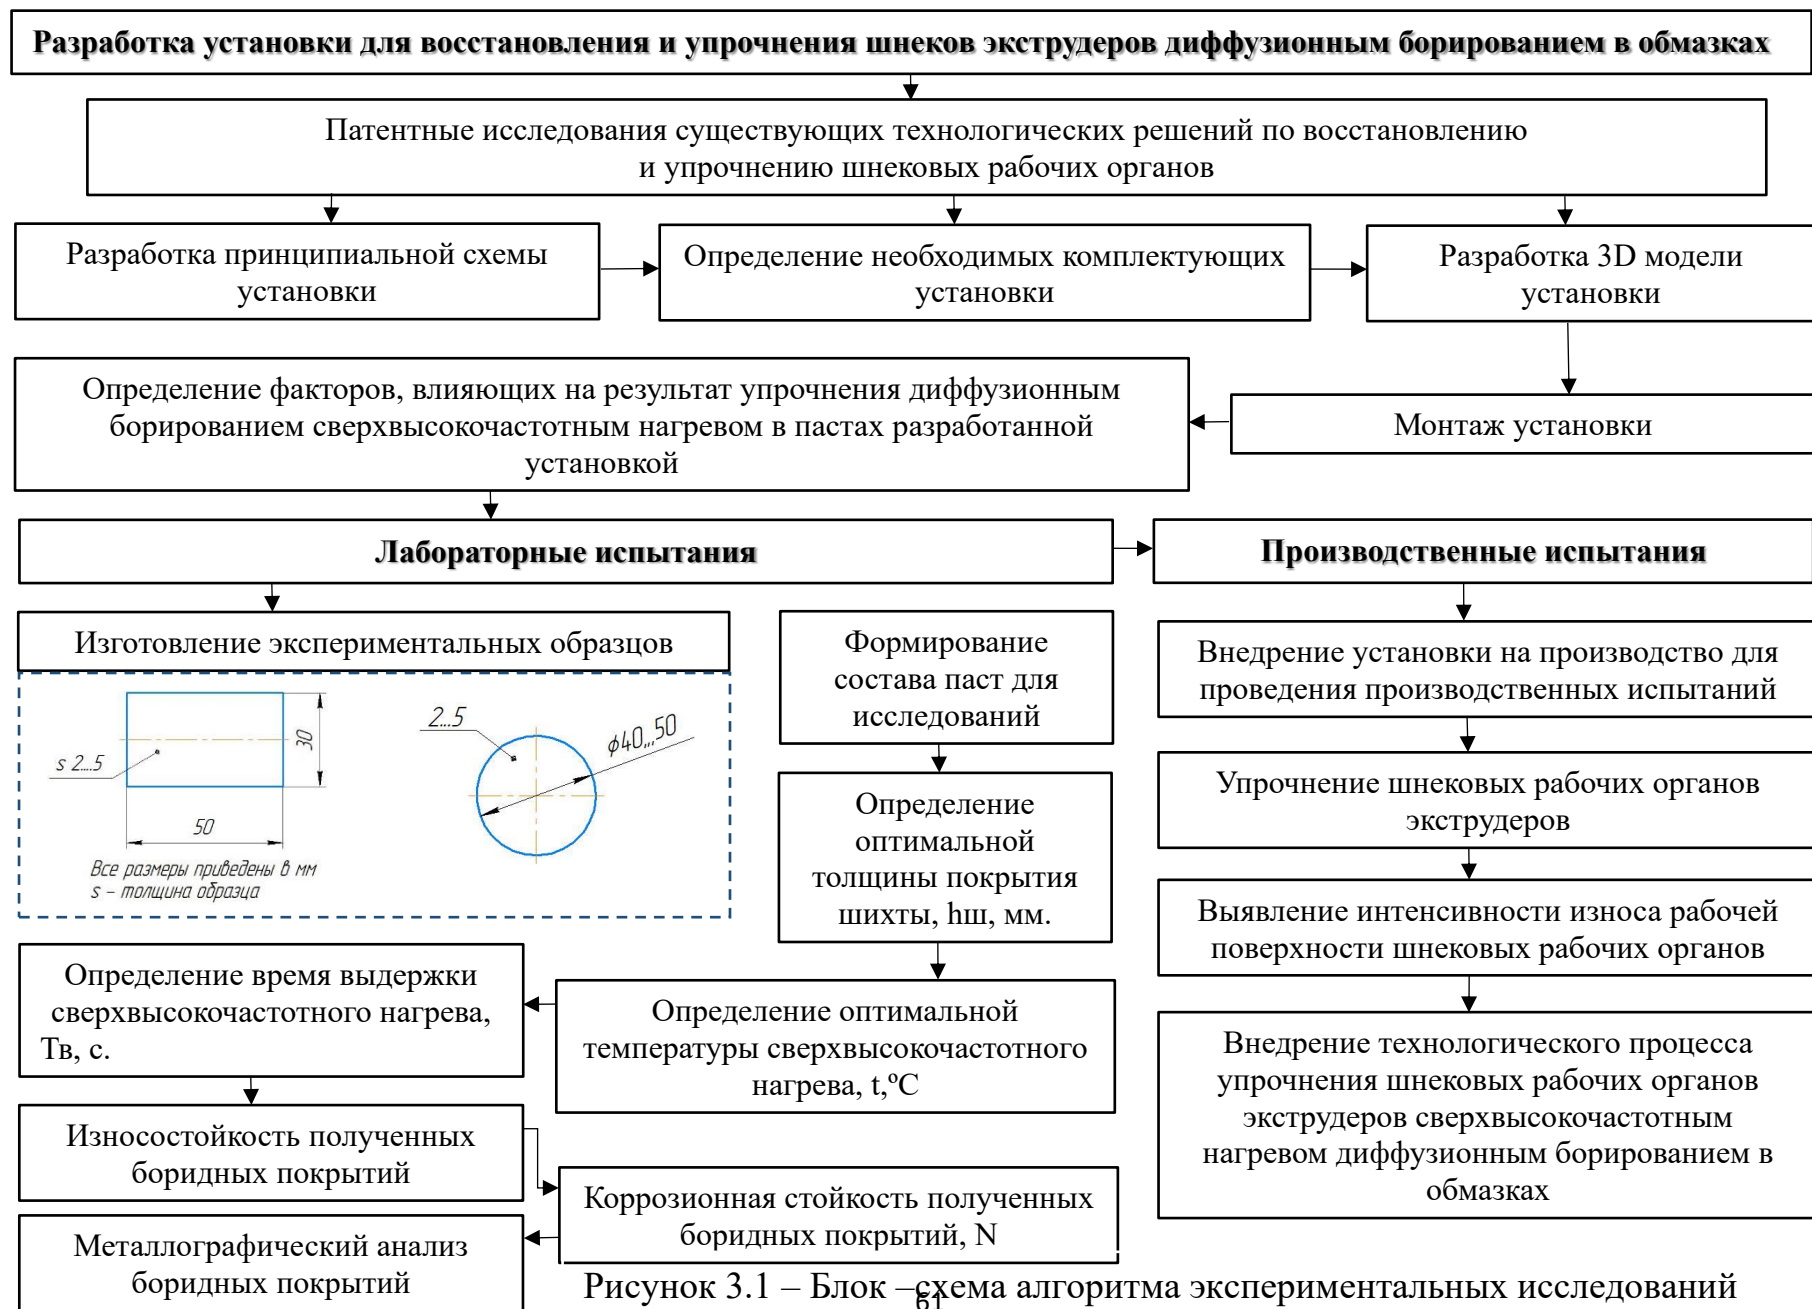 Разработка установки для восстановления и упрочнения шнеков экструдеров диффузионным борированием в обмазках
Патентные исследования существующих технологических решений по восстановлению
и упрочнению шнековых рабочих органов
Разработка принципиальной схемы
установки
Определение необходимых комплектующих
установки
Разработка 3D модели
установки
Определение факторов, влияющих на результат упрочнения диффузионным
борированием сверхвысокочастотным нагревом в пастах разработанной
установкой
Монтаж установки
Лабораторные испытания
Производственные испытания
Изготовление экспериментальных образцов
s 2...5
30
50
Все размеры приведены в мм
s – толщина образца
2...5
ϕ40...50
Формирование
состава паст для
исследований
Определение
оптимальной
толщины покрытия
шихты, hш, мм.
Определение оптимальной
температуры сверхвысокочастотного
нагрева, t,ºС
Определение время выдержки
сверхвысокочастотного нагрева,
Тв, с.
Износостойкость полученных
боридных покрытий
Коррозионная стойкость полученных
боридных покрытий, N
Металлографический анализ
боридных покрытий
Внедрение установки на производство для
проведения производственных испытаний
Упрочнение шнековых рабочих органов
экструдеров
Выявление интенсивности износа рабочей
поверхности шнековых рабочих органов
Внедрение технологического процесса
упрочнения шнековых рабочих органов
экструдеров сверхвысокочастотным
нагревом диффузионным борированием в
обмазках
Рисунок 3.1 – Блок –схема алгоритма экспериментальных исследований
61